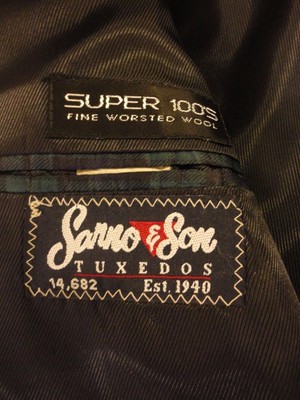 SUPER 100'S
FINE WORSTED WOOL
Sarno & Son
TUXEDOS
14,682 Est. 1940